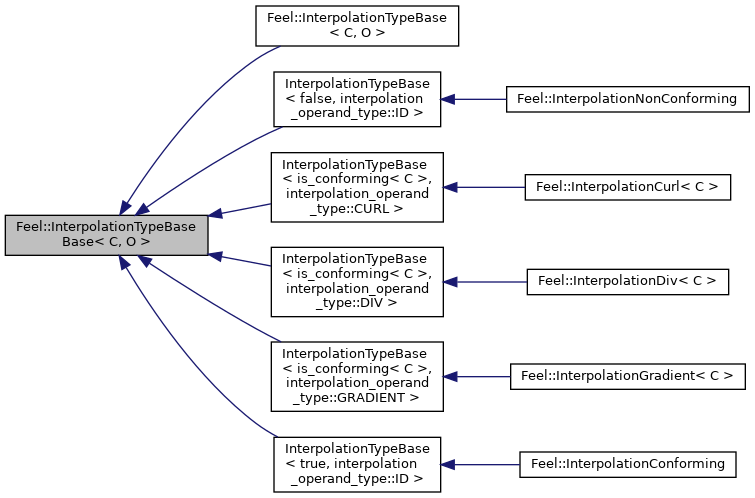 Feel::InterpolationTypeBase
< C, O >
InterpolationTypeBase
< false, interpolation
_operand_type::ID >
Feel::InterpolationNonConforming
InterpolationTypeBase
< is_conforming< C >,
interpolation_operand
_type::CURL >
Feel::InterpolationCurl< C >
Feel::InterpolationTypeBase
Base< C, O >
InterpolationTypeBase
< is_conforming< C >,
interpolation_operand
_type::DIV >
Feel::InterpolationDiv< C >
InterpolationTypeBase
< is_conforming< C >,
interpolation_operand
_type::GRADIENT >
Feel::InterpolationGradient< C >
InterpolationTypeBase
< true, interpolation
_operand_type::ID >
Feel::InterpolationConforming